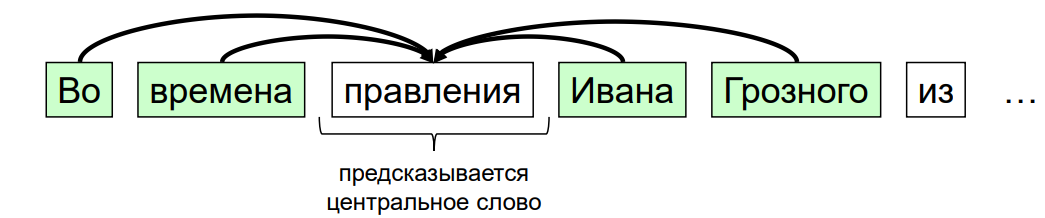 Во времена правления Ивана Грозного из ...
предсказывается
центральное слово